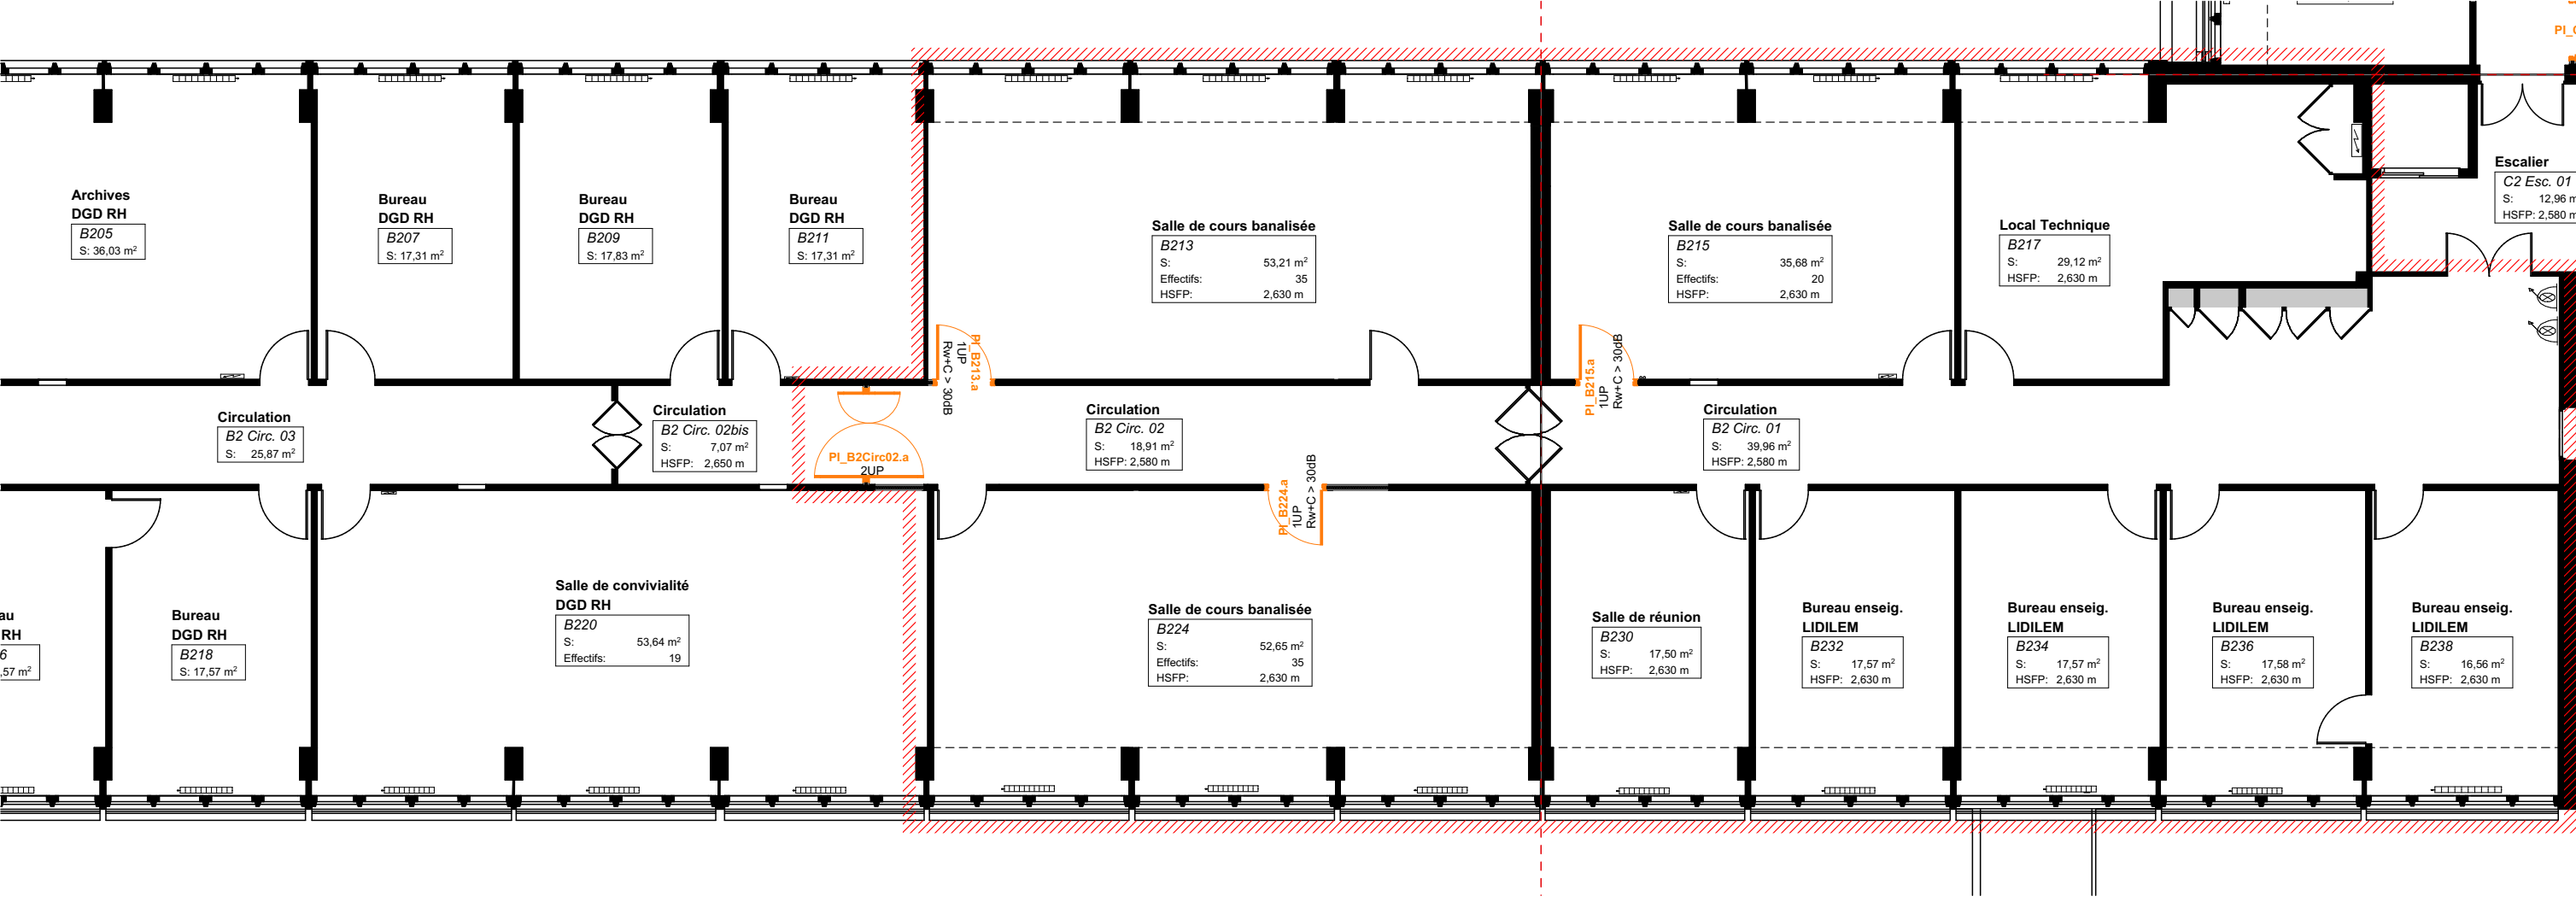 PI_
Archives
DGD RH
B205
S: 36,03 m²
Bureau
DGD RH
B207
S: 17,31 m²
Bureau
DGD RH
B209
S: 17,83 m²
Bureau
DGD RH
B211
S: 17,31 m²
Salle de cours banalisée
B213
S: 53,21 m²
Effectifs: 35
HSFP: 2,630 m
Salle de cours banalisée
B215
S: 35,68 m²
Effectifs: 20
HSFP: 2,630 m
Local Technique
B217
S: 29,12 m²
HSFP: 2,630 m
Escalier
C2 Esc. 01
S: 12,96 m
HSFP: 2,580 m
PI_B213.a
1UP
Rw+C > 30dB
PI_B215.a
1UP
Rw+C > 30dB
Circulation
B2 Circ. 03
S: 25,87 m²
Circulation
B2 Circ. 02bis
S: 7,07 m²
HSFP: 2,650 m
PI_B2Circ02.a
2UP
Circulation
B2 Circ. 02
S: 18,91 m²
HSFP: 2,580 m
Circulation
B2 Circ. 01
S: 39,96 m²
HSFP: 2,580 m
PI_B224.a
1UP
Rw+C > 30dB
au
RH
6
,57 m²
Bureau
DGD RH
B218
S: 17,57 m²
Salle de convivialité
DGD RH
B220
S: 53,64 m²
Effectifs: 19
Salle de cours banalisée
B224
S: 52,65 m²
Effectifs: 35
HSFP: 2,630 m
Salle de réunion
B230
S: 17,50 m²
HSFP: 2,630 m
Bureau enseig.
LIDILEM
B232
S: 17,57 m²
HSFP: 2,630 m
Bureau enseig.
LIDILEM
B234
S: 17,57 m²
HSFP: 2,630 m
Bureau enseig.
LIDILEM
B236
S: 17,58 m²
HSFP: 2,630 m
Bureau enseig.
LIDILEM
B238
S: 16,56 m²
HSFP: 2,630 m